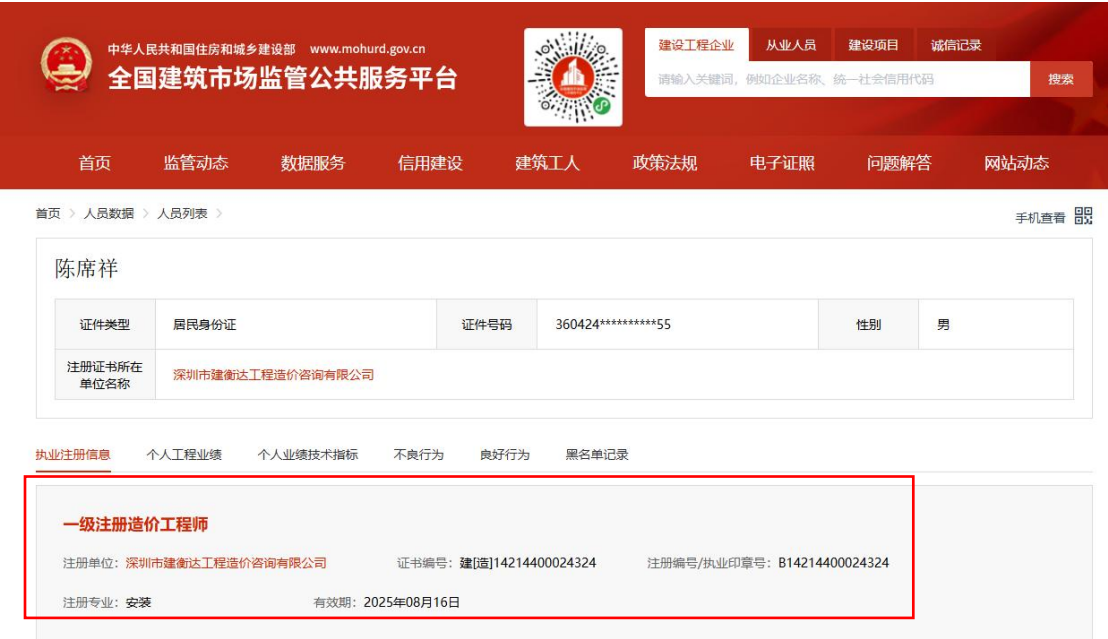 中华人民共和国住房和城乡建设部 www.mohurd.gov.cn
全国建筑市场监管公共服务平台
建设工程企业 从业人员 建设项目 诚信记录
请输入关键词，例如企业名称、统一社会信用代码 搜索
首页 监管动态 数据服务 信用建设 建筑工人 政策法规 电子证照 问题解答 网站动态
首页 > 人员数据 > 人员列表 >
手机查看
陈席祥
证件类型 居民身份证 证件号码 360424**********55 性别 男
注册证书所在
单位名称
深圳市建衡达工程造价咨询有限公司
执业注册信息 个人工程业绩 个人业绩技术指标 不良行为 良好行为 黑名单记录
一级注册造价工程师
注册单位：深圳市建衡达工程造价咨询有限公司 证书编号：建[造]14214400024324 注册编号/执业印章号：B14214400024324
注册专业：安装 有效期：2025年08月16日